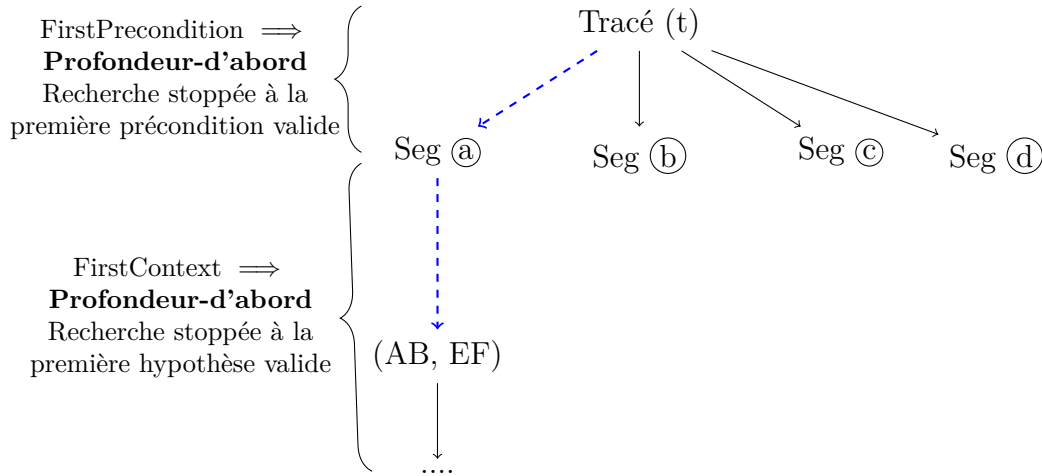 Tracé (t)
FirstPrecondition ⟹
Profondeur-d'abord
Recherche stoppée à la
première précondition valide
Seg ⓐ
Seg ⓑ
Seg ⓒ
Seg ⓓ
FirstContext ⟹
Profondeur-d'abord
Recherche stoppée à la
première hypothèse valide
(AB, EF)
....